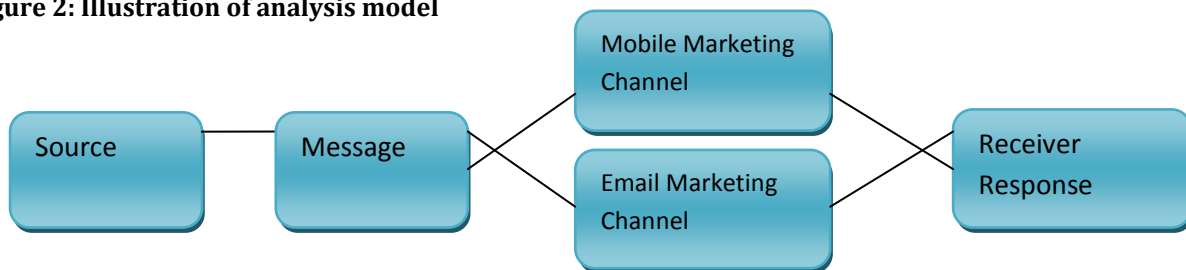 gure 2: Illustration of analysis model
Source
Message
Mobile Marketing
Channel
Email Marketing
Channel
Receiver
Response